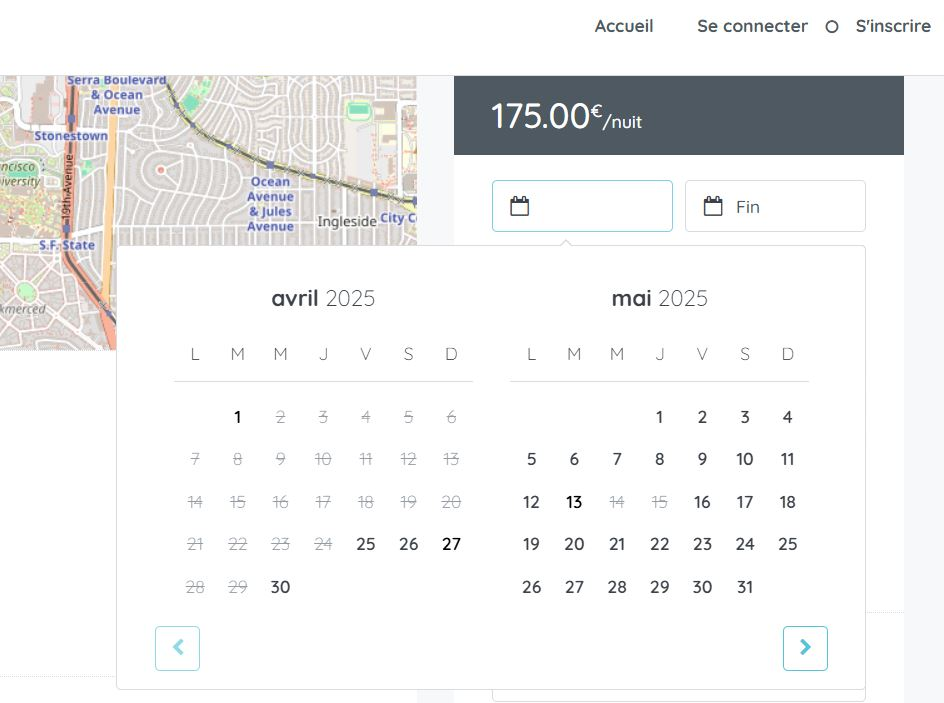 Accueil Se connecter O S'inscrire
Serra Boulevard
& Ocean
Avenue
Stonestown
19th Avenue
S.F. State
Ocean
Avenue
& Jules
Avenue
Ingleside
175.00€/nuit
Fin
avril 2025
L M M J V S D
1 2 3 4 5 6
7 8 9 10 11 12 13
14 15 16 17 18 19 20
21 22 23 24 25 26 27
28 29 30
mai 2025
L M M J V S D
1 2 3 4
5 6 7 8 9 10 11
12 13 14 15 16 17 18
19 20 21 22 23 24 25
26 27 28 29 30 31